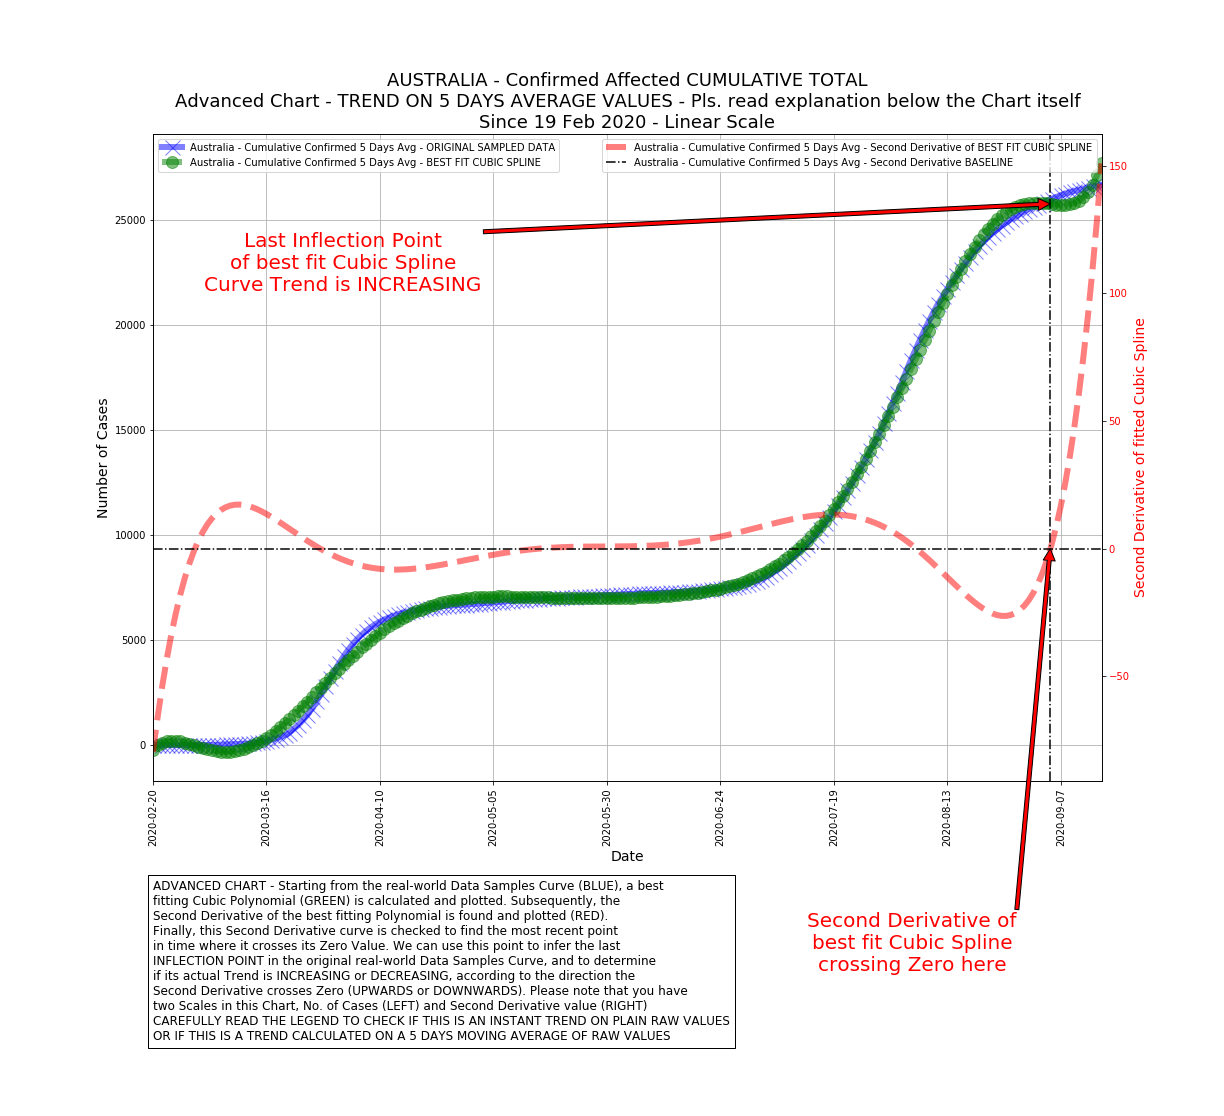 AUSTRALIA - Confirmed Affected CUMULATIVE TOTAL
Advanced Chart - TREND ON 5 DAYS AVERAGE VALUES - Pls. read explanation below the Chart itself
Since 19 Feb 2020 - Linear Scale
Australia - Cumulative Confirmed 5 Days Avg - ORIGINAL SAMPLED DATA
Australia - Cumulative Confirmed 5 Days Avg - BEST FIT CUBIC SPLINE
Australia - Cumulative Confirmed 5 Days Avg - Second Derivative of BEST FIT CUBIC SPLINE
Australia - Cumulative Confirmed 5 Days Avg - Second Derivative BASELINE
Last Inflection Point
of best fit Cubic Spline
Curve Trend is INCREASING
Number of Cases
25000
20000
15000
10000
5000
0
150
100
50
0
−50
Second Derivative of fitted Cubic Spline
2020-02-20
2020-03-16
2020-04-10
2020-05-05
2020-05-30
2020-06-24
2020-07-19
2020-08-13
2020-09-07
Date
ADVANCED CHART - Starting from the real-world Data Samples Curve (BLUE), a best
fitting Cubic Polynomial (GREEN) is calculated and plotted. Subsequently, the
Second Derivative of the best fitting Polynomial is found and plotted (RED).
Finally, this Second Derivative curve is checked to find the most recent point
in time where it crosses its Zero Value. We can use this point to infer the last
INFLECTION POINT in the original real-world Data Samples Curve, and to determine
if its actual Trend is INCREASING or DECREASING, according to the direction the
Second Derivative crosses Zero (UPWARDS or DOWNWARDS). Please note that you have
two Scales in this Chart, No. of Cases (LEFT) and Second Derivative value (RIGHT)
CAREFULLY READ THE LEGEND TO CHECK IF THIS IS AN INSTANT TREND ON PLAIN RAW VALUES
OR IF THIS IS A TREND CALCULATED ON A 5 DAYS MOVING AVERAGE OF RAW VALUES
Second Derivative of
best fit Cubic Spline
crossing Zero here